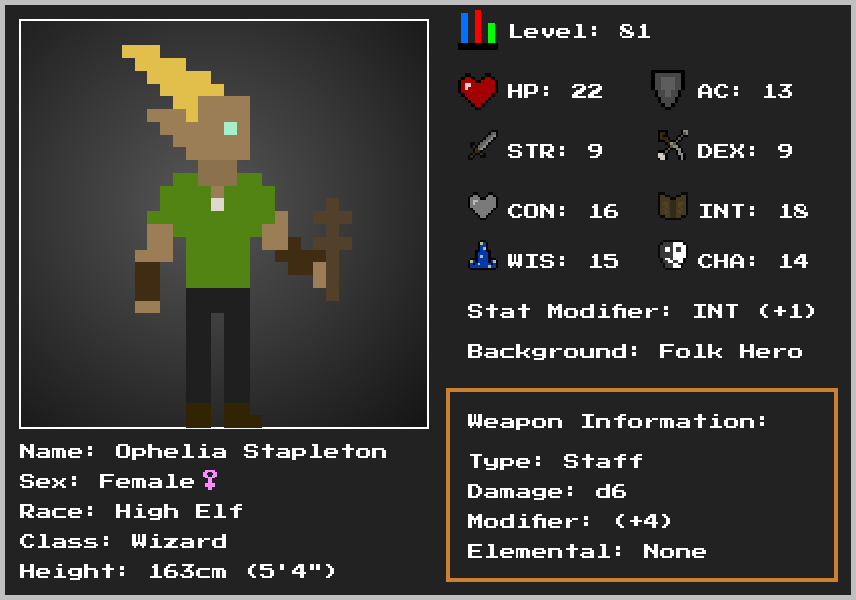 Level: 81
HP: 22 AC: 13
STR: 9 DEX: 9
CON: 16 INT: 18
WIS: 15 CHA: 14
Stat Modifier: INT (+1)
Background: Folk Hero
Weapon Information:
Type: Staff
Damage: d6
Modifier: (+4)
Elemental: None
Name: Ophelia Stapleton
Sex: Female♀
Race: High Elf
Class: Wizard
Height: 163cm (5'4")